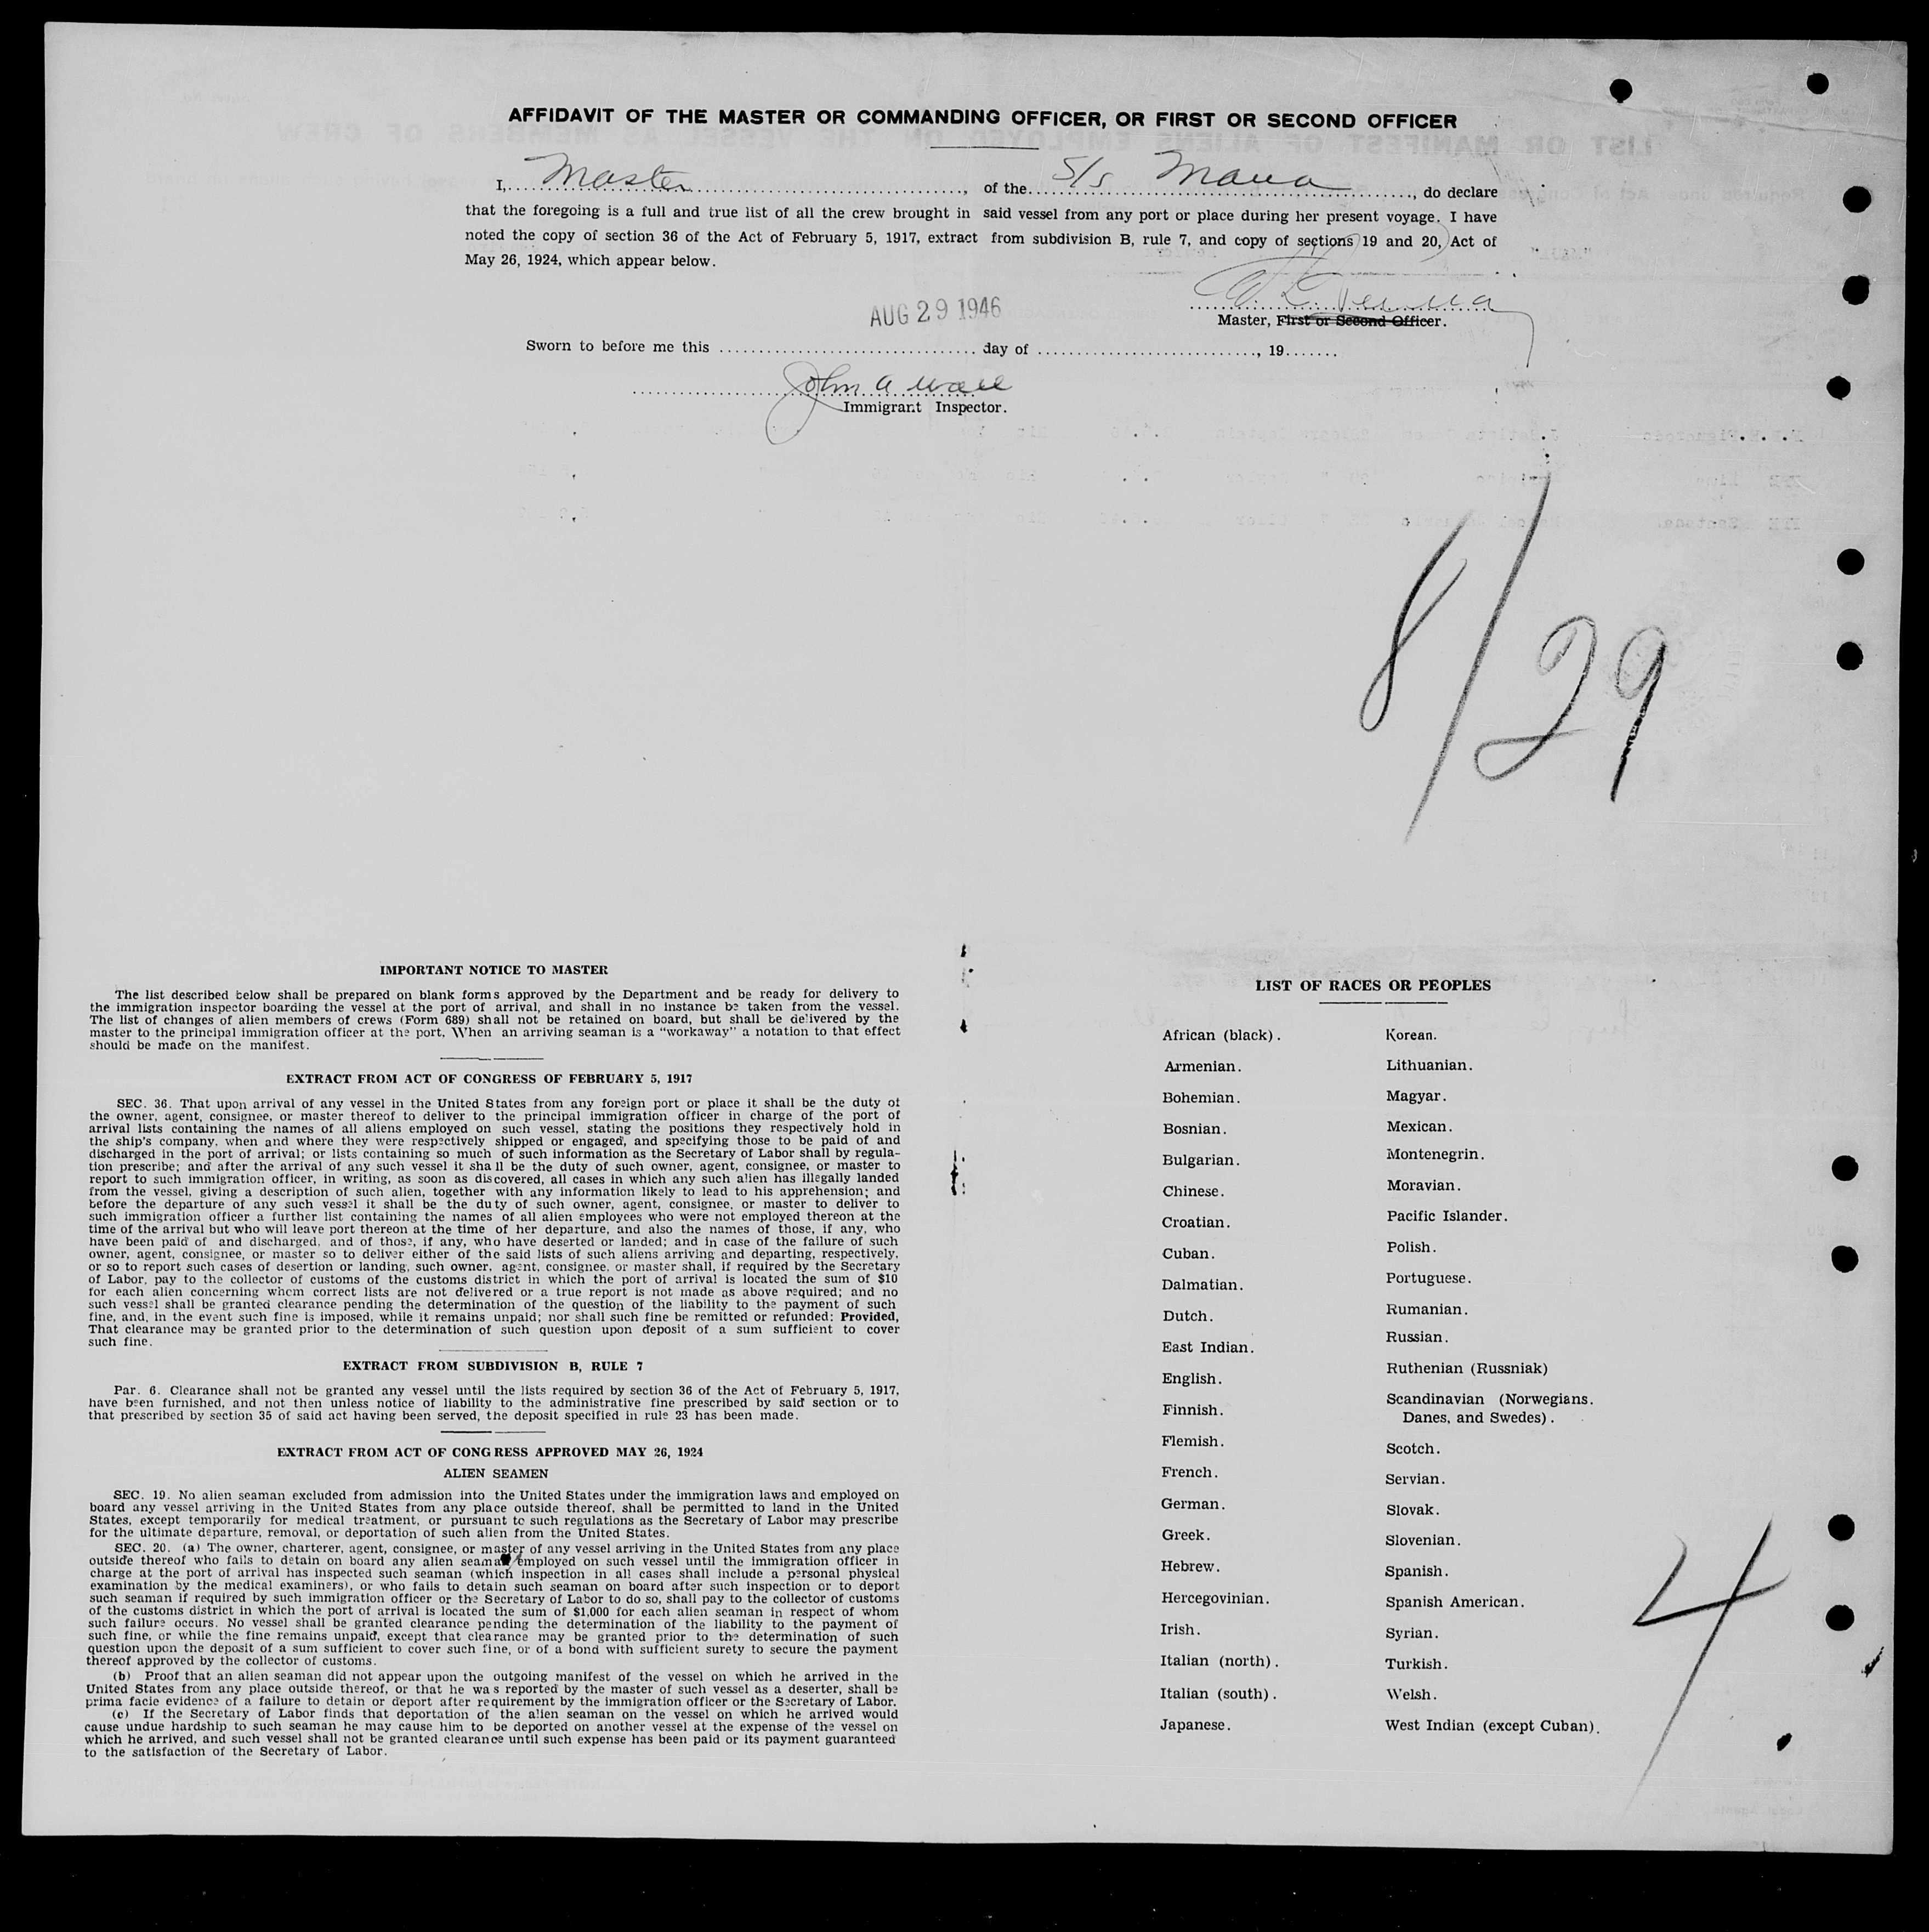 AFFIDAVIT OF THE MASTER OR COMMANDING OFFICER, OR FIRST OR SECOND OFFICER
I, Master, of the S/S, do declare
that the foregoing is a full and true list of all the crew brought in said vessel from any port or place during her present voyage. I have
noted the copy of section 36 of the Act of February 5, 1917, extract from subdivision B, rule 7, and copy of sections 19 and 20, Act of
May 26, 1924, which appear below.
AUG 29 1946
Master, First or Second Officer.
Sworn to before me this day of, 19
John A
Immigrant Inspector.
8/29
IMPORTANT NOTICE TO MASTER
The list described below shall be prepared on blank forms approved by the Department and be ready for delivery to
the immigration inspector boarding the vessel at the port of arrival, and shall in no instance be taken from the vessel.
The list of changes of alien members of crews (Form 689) shall not be retained on board, but shall be delivered by the
master to the principal immigration officer at the port, When an arriving seaman is a "workaway" a notation to that effect
should be made on the manifest.
EXTRACT FROM ACT OF CONGRESS OF FEBRUARY 5, 1917
SEC. 36. That upon arrival of any vessel in the United States from any foreign port or place it shall be the duty of
the owner, agent, consignee, or master thereof to deliver to the principal immigration officer in charge of the port of
arrival lists containing the names of all aliens employed on such vessel, stating the positions they respectively hold in
the ship's company, when and where they were respectively shipped or engaged, and specifying those to be paid of and
discharged in the port of arrival; or lists containing so much of such information as the Secretary of Labor shall by regula-
tion prescribe; and after the arrival of any such vessel it shall be the duty of such owner, agent, consignee, or master to
report to such immigration officer, in writing, as soon as discovered, all cases in which any such alien has illegally landed
from the vessel, giving a description of such alien, together with any information likely to lead to his apprehension; and
before the departure of any such vessel it shall be the duty of such owner, agent, consignee, or master to deliver to
such immigration officer a further list containing the names of all alien employees who were not employed thereon at the
time of the arrival but who will leave port thereon at the time of her departure, and also the names of those, if any, who
have been paid of and discharged, and of those, if any, who have deserted or landed; and in case of the failure of such
owner, agent, consignee, or master so to deliver either of the said lists of such aliens arriving and departing, respectively,
or so to report such cases of desertion or landing, such owner, agent, consignee, or master shall, if required by the Secretary
of Labor, pay to the collector of customs of the customs district in which the port of arrival is located the sum of $10
for each alien concerning whom correct lists are not delivered or a true report is not made as above required; and no
such vessel shall be granted clearance pending the determination of the question of the liability to the payment of such
fine, and, in the event such fine is imposed, while it remains unpaid; nor shall such fine be remitted or refunded: Provided,
That clearance may be granted prior to the determination of such question upon deposit of a sum sufficient to cover
such fine.
EXTRACT FROM SUBDIVISION B, RULE 7
Par. 6. Clearance shall not be granted any vessel until the lists required by section 36 of the Act of February 5, 1917,
have been furnished, and not then unless notice of liability to the administrative fine prescribed by said section or to
that prescribed by section 35 of said act having been served, the deposit specified in rule 23 has been made.
EXTRACT FROM ACT OF CONGRESS APPROVED MAY 26, 1924
ALIEN SEAMEN
SEC. 19. No alien seaman excluded from admission into the United States under the immigration laws and employed on
board any vessel arriving in the United States from any place outside thereof, shall be permitted to land in the United
States, except temporarily for medical treatment, or pursuant to such regulations as the Secretary of Labor may prescribe
for the ultimate departure, removal, or deportation of such alien from the United States.
SEC. 20. (a) The owner, charterer, agent, consignee, or master of any vessel arriving in the United States from any place
outside thereof who fails to detain on board any alien seaman employed on such vessel until the immigration officer in
charge at the port of arrival has inspected such seaman (which inspection in all cases shall include a personal physical
examination by the medical examiners), or who fails to detain such seaman on board after such inspection or to deport
such seaman if required by such immigration officer or the Secretary of Labor to do so, shall pay to the collector of customs
of the customs district in which the port of arrival is located the sum of $1,000 for each alien seaman in respect of whom
such failure occurs. No vessel shall be granted clearance pending the determination of the liability to the payment of
such fine, or while the fine remains unpaid, except that clearance may be granted prior to the determination of such
question upon the deposit of a sum sufficient to cover such fine, or of a bond with sufficient surety to secure the payment
thereof approved by the collector of customs.
(b) Proof that an alien seaman did not appear upon the outgoing manifest of the vessel on which he arrived in the
United States from any place outside thereof, or that he was reported by the master of such vessel as a deserter, shall be
prima facie evidence of a failure to detain or deport after requirement by the immigration officer or the Secretary of Labor.
(c) If the Secretary of Labor finds that deportation of the alien seaman on the vessel on which he arrived would
cause undue hardship to such seaman he may cause him to be deported on another vessel at the expense of the vessel on
which he arrived, and such vessel shall not be granted clearance until such expense has been paid or its payment guaranteed
to the satisfaction of the Secretary of Labor.
LIST OF RACES OR PEOPLES
African (black).
Armenian.
Bohemian.
Bosnian.
Bulgarian.
Chinese.
Croatian.
Cuban.
Dalmatian.
Dutch.
East Indian.
English.
Finnish.
Flemish.
French.
German.
Greek.
Hebrew.
Hercegovinian.
Irish.
Italian (north).
Italian (south).
Japanese.
Korean.
Lithuanian.
Magyar.
Mexican.
Montenegrin.
Moravian.
Pacific Islander.
Polish.
Portuguese.
Rumanian.
Russian.
Ruthenian (Russniak)
Scandinavian (Norwegians.
Danes, and Swedes).
Scotch.
Servian.
Slovak.
Slovenian.
Spanish.
Spanish American.
Syrian.
Turkish.
Welsh.
West Indian (except Cuban).
4